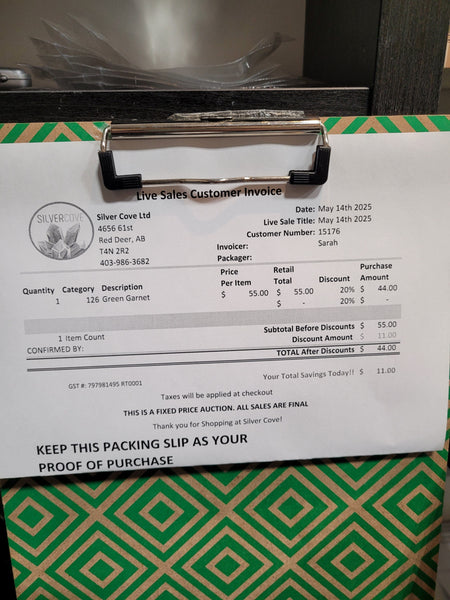 Live Sales Customer Invoice
SILVERCOVE
Silver Cove Ltd
4656 61st
Red Deer, AB
T4N 2R2
403-986-3682
Date: May 14th 2025
Live Sale Title: May 14th 2025
Customer Number: 15176
Invoicer: Sarah
Packager:
Quantity Category Description Price Per Item Retail Total Discount Purchase Amount
1 126 Green Garnet $ 55.00 $ 55.00 20% $ 44.00
$ - 20% $ -
1 Item Count Subtotal Before Discounts $ 55.00
Discount Amount $ 11.00
CONFIRMED BY: TOTAL After Discounts $ 44.00
Your Total Savings Today!! $ 11.00
GST #: 797981495 RT0001
Taxes will be applied at checkout
THIS IS A FIXED PRICE AUCTION. ALL SALES ARE FINAL
Thank you for Shopping at Silver Cove!
KEEP THIS PACKING SLIP AS YOUR
PROOF OF PURCHASE